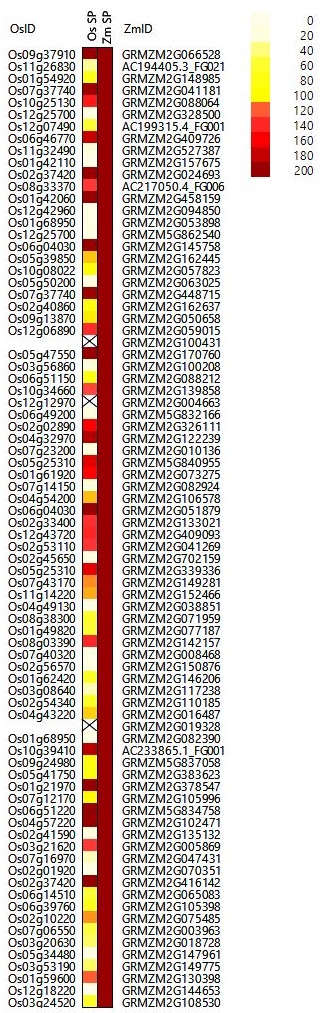 OsID Os SP Zm SP ZmID
0
20
40
60
80
100
120
140
160
180
200
Os09g37910 GRMZM2G066528
Os11g26830 AC194405.3_FG021
Os01g54920 GRMZM2G148985
Os07g37740 GRMZM2G041181
Os10g25130 GRMZM2G088064
Os12g25700 GRMZM2G328500
Os12g07490 AC199315.4_FG001
Os06g46770 GRMZM2G409726
Os11g32490 GRMZM2G527387
Os01g42110 GRMZM2G157675
Os02g37420 GRMZM2G024693
Os08g33370 AC217050.4_FG006
Os01g42060 GRMZM2G458159
Os12g42960 GRMZM2G094850
Os01g68950 GRMZM2G053898
Os12g25700 GRMZM5G862540
Os06g04030 GRMZM2G145758
Os05g39850 GRMZM2G162445
Os10g08022 GRMZM2G057823
Os05g50200 GRMZM2G063025
Os07g37740 GRMZM2G448715
Os02g40860 GRMZM2G162637
Os09g13870 GRMZM2G050658
Os12g06890 GRMZM2G059015
GRMZM2G100431
Os05g47550 GRMZM2G170760
Os03g56860 GRMZM2G100208
Os06g51150 GRMZM2G088212
Os10g34660 GRMZM2G139858
Os12g12970 GRMZM2G004663
Os06g49200 GRMZM5G832166
Os02g02890 GRMZM2G326111
Os04g32970 GRMZM2G122239
Os07g23200 GRMZM2G010136
Os05g25310 GRMZM5G840955
Os01g61920 GRMZM2G073275
Os07g14150 GRMZM2G082924
Os04g54200 GRMZM2G106578
Os06g04030 GRMZM2G051879
Os02g33400 GRMZM2G133021
Os12g43720 GRMZM2G409093
Os02g53110 GRMZM2G041269
Os02g45650 GRMZM2G702159
Os05g25310 GRMZM2G339336
Os07g43170 GRMZM2G149281
Os11g14220 GRMZM2G152466
Os04g49130 GRMZM2G038851
Os08g38300 GRMZM2G071959
Os01g49820 GRMZM2G077187
Os08g03390 GRMZM2G142157
Os07g40320 GRMZM2G008468
Os02g56570 GRMZM2G150876
Os01g62420 GRMZM2G146206
Os03g08640 GRMZM2G117238
Os02g54340 GRMZM2G110185
Os04g43220 GRMZM2G016487
GRMZM2G019328
Os01g68950 GRMZM2G082390
Os10g39410 AC233865.1_FG001
Os09g24980 GRMZM5G837058
Os05g41750 GRMZM2G383623
Os01g21970 GRMZM2G378547
Os07g12170 GRMZM2G105996
Os06g51220 GRMZM5G834758
Os04g57220 GRMZM2G102471
Os02g41590 GRMZM2G135132
Os03g21620 GRMZM2G005869
Os07g16970 GRMZM2G047431
Os02g01920 GRMZM2G070351
Os02g37420 GRMZM2G416142
Os06g14510 GRMZM2G065083
Os06g39760 GRMZM2G105398
Os02g10220 GRMZM2G075485
Os07g06550 GRMZM2G003963
Os03g20630 GRMZM2G018728
Os05g34480 GRMZM2G147961
Os03g53190 GRMZM2G149775
Os01g59600 GRMZM2G130398
Os12g18220 GRMZM2G144653
Os03g24520 GRMZM2G108530